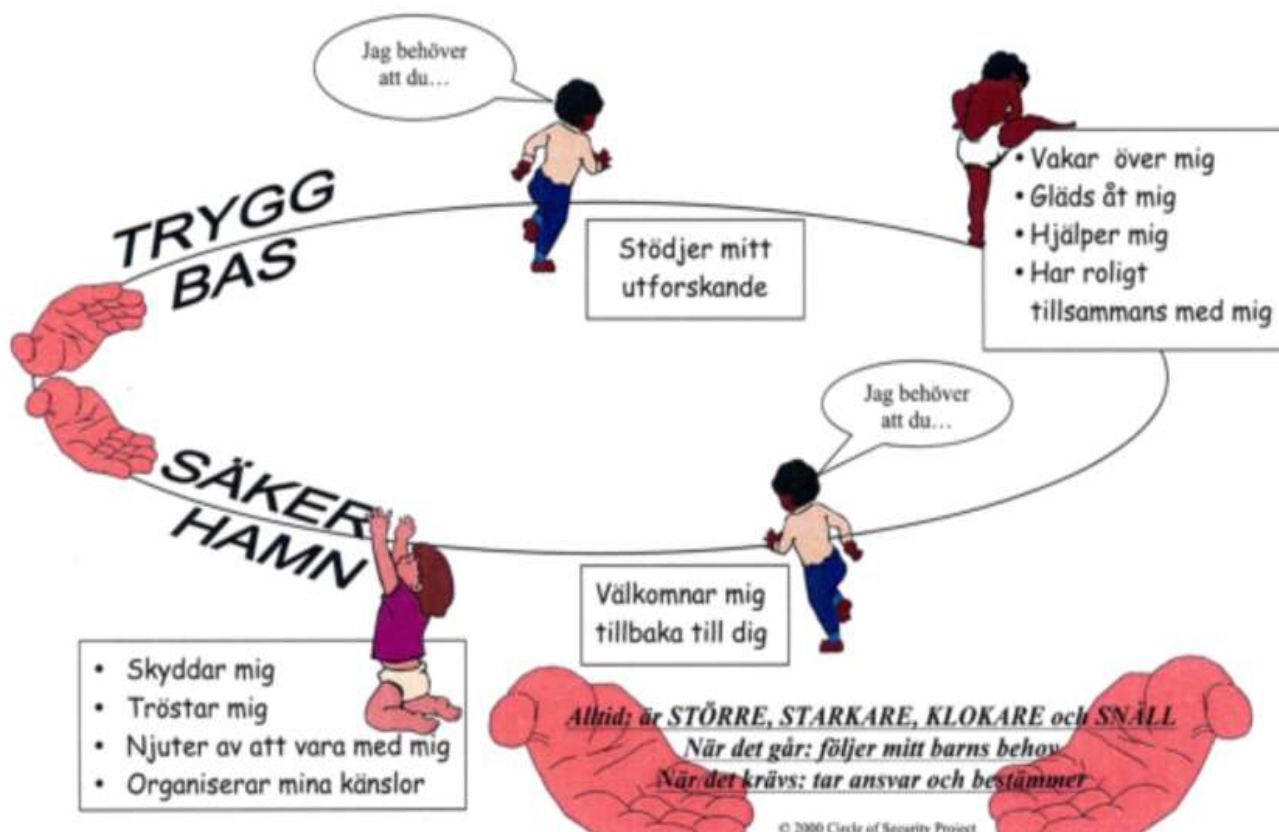 Jag behöver
att du...
TRYGG
BAS
Stödjer mitt
utforskande
• Vakar över mig
• Gläds åt mig
• Hjälper mig
• Har roligt
tillsammans med mig
Jag behöver
att du...
SÄKER
HAMN
Välkomnar mig
tillbaka till dig
• Skyddar mig
• Tröstar mig
• Njuter av att vara med mig
• Organiserar mina känslor
Alltid: är STÖRRE, STARKARE, KLOKARE och SNÄLL
När det går: följer mitt barns behov
När det krävs: tar ansvar och bestämmer
© 2000 Circle of Security Project